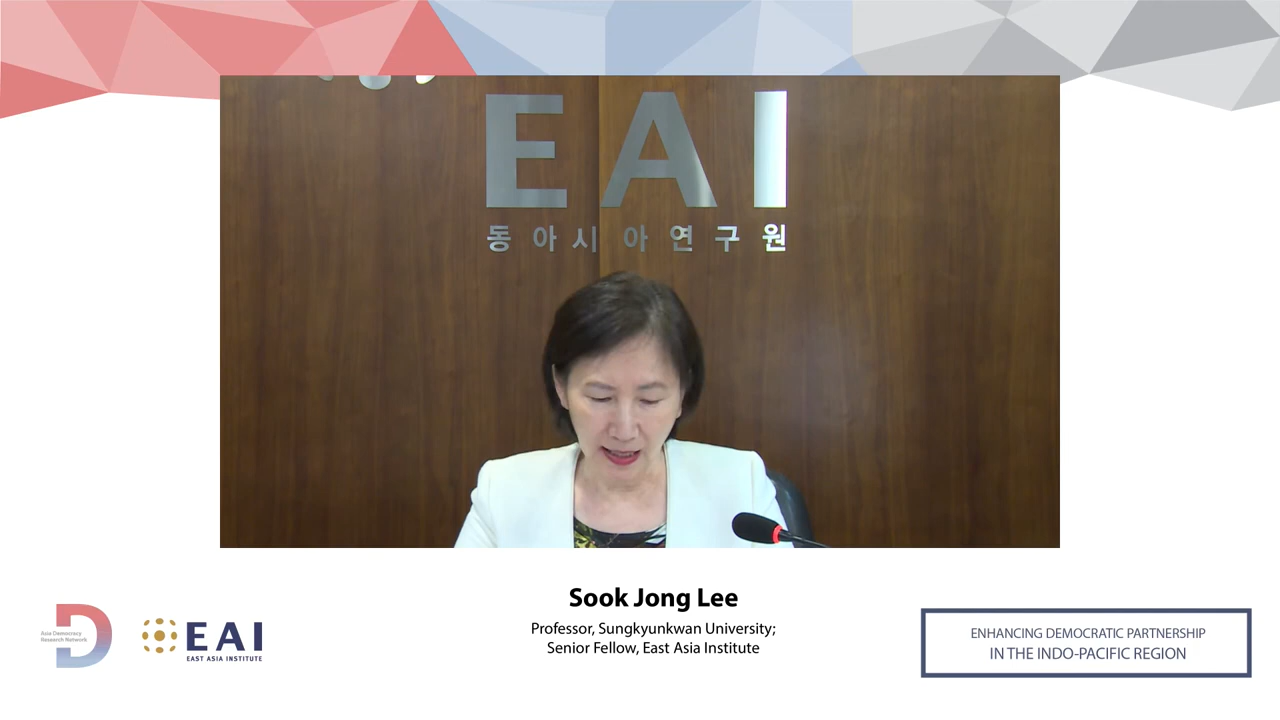 EAI
동아시아연구원
Sook Jong Lee
Professor, Sungkyunkwan University;
Senior Fellow, East Asia Institute
Asia Democracy
Research Network
D
EAI
EAST ASIA INSTITUTE
ENHANCING DEMOCRATIC PARTNERSHIP
IN THE INDO-PACIFIC REGION